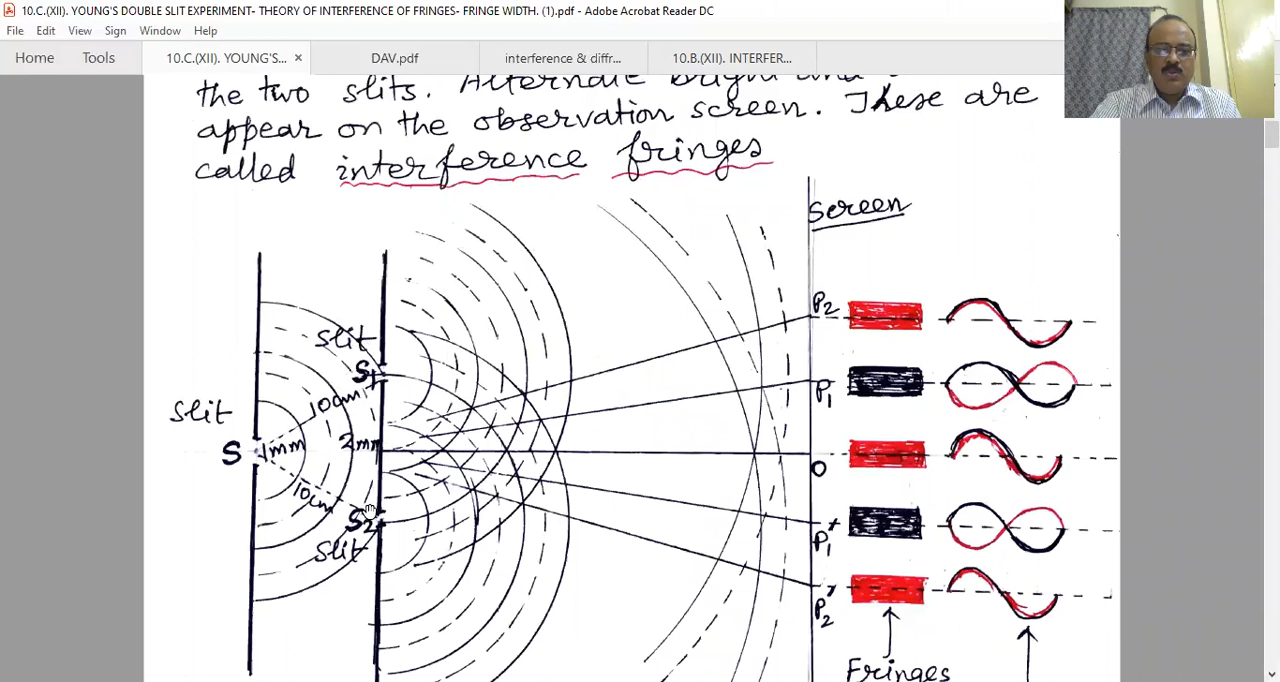 10.C.(XII). YOUNG'S DOUBLE SLIT EXPERIMENT- THEORY OF INTERFERENCE OF FRINGES- FRINGE WIDTH. (1).pdf - Adobe Acrobat Reader DC
File Edit View Sign Window Help
Home Tools 10.C.(XII). YOUNG'S... × DAV.pdf interference & diffr... 10.B.(XII). INTERFER...
the two slits. Alternate bright and
appear on the observation screen. These are
called interference fringes
Screen
P2
slit
S1
P1
10cm
slit
S 1mm 2mm
O
10cm
S2
P1'
slit
P2'
Fringes